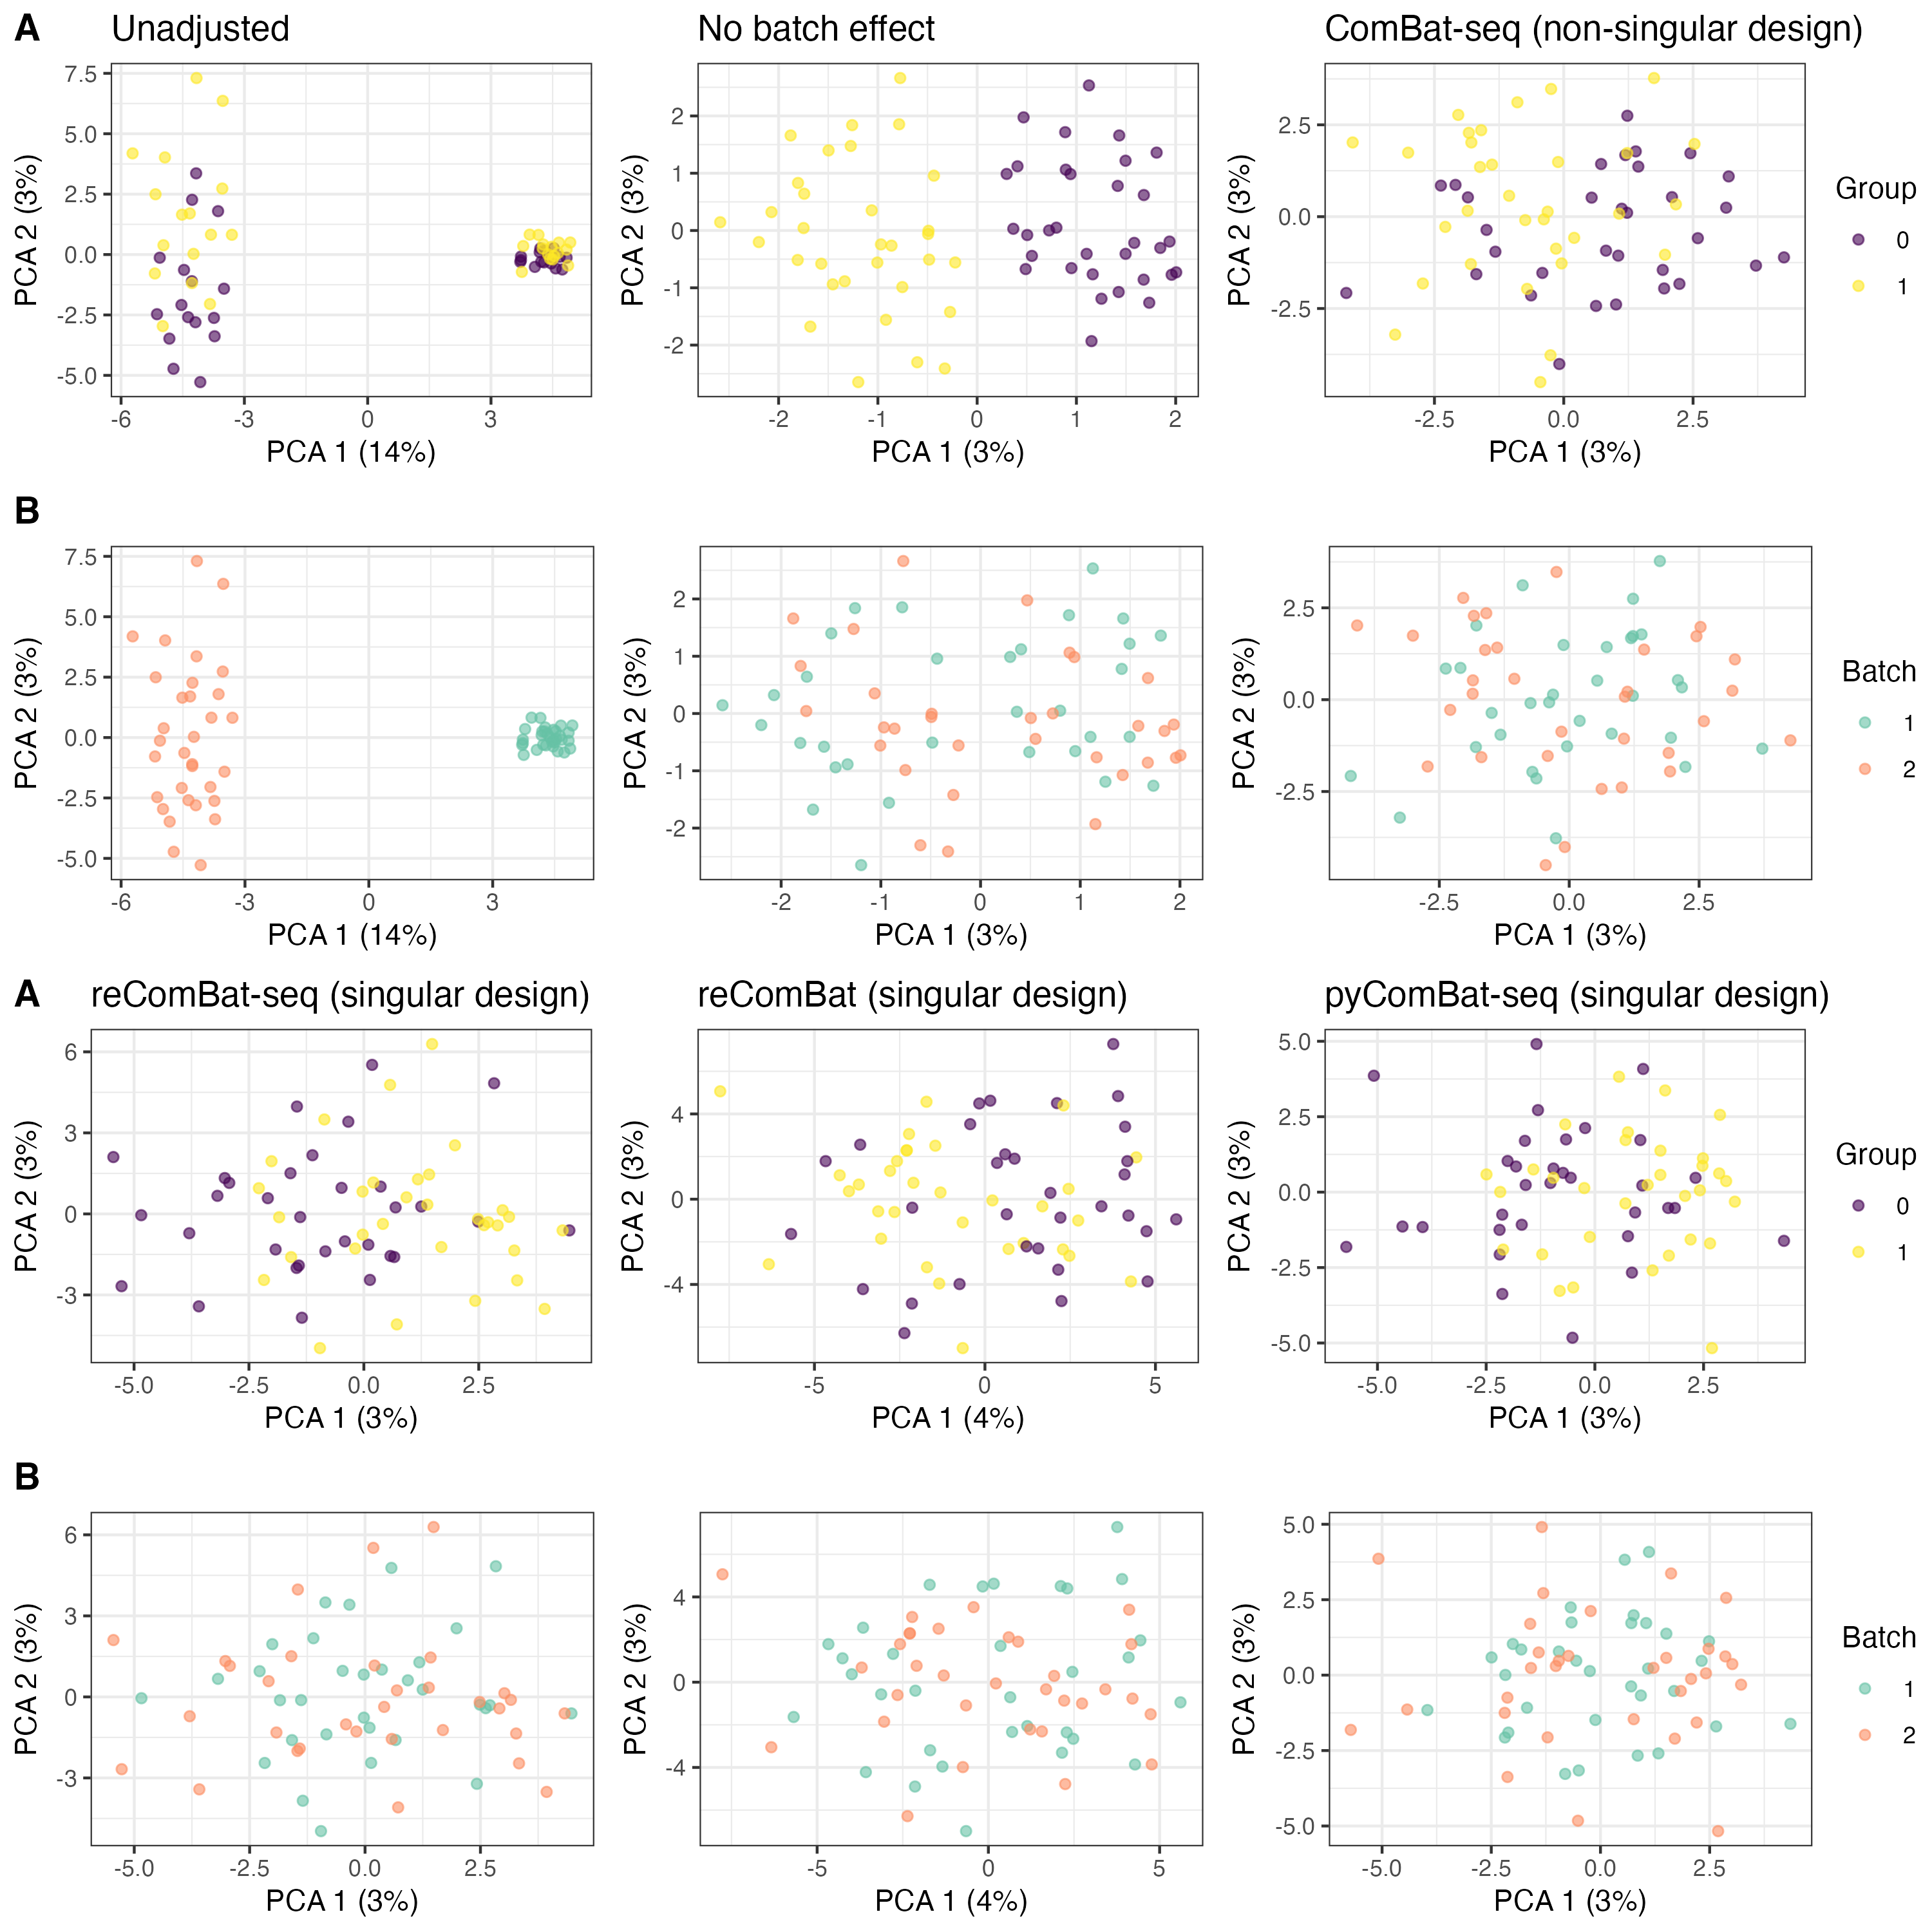 A
Unadjusted
No batch effect
ComBat-seq (non-singular design)
7.5
5.0
2.5
0.0
-2.5
-5.0
PCA 2 (3%)
-6 -3 0 3
PCA 1 (14%)
2
1
0
-1
-2
PCA 2 (3%)
-2 -1 0 1 2
PCA 1 (3%)
2.5
0.0
-2.5
PCA 2 (3%)
-2.5 0.0 2.5
PCA 1 (3%)
Group
0
1
B
7.5
5.0
2.5
0.0
-2.5
-5.0
PCA 2 (3%)
-6 -3 0 3
PCA 1 (14%)
2
1
0
-1
-2
PCA 2 (3%)
-2 -1 0 1 2
PCA 1 (3%)
2.5
0.0
-2.5
PCA 2 (3%)
-2.5 0.0 2.5
PCA 1 (3%)
Batch
1
2
A
reComBat-seq (singular design)
reComBat (singular design)
pyComBat-seq (singular design)
6
3
0
-3
PCA 2 (3%)
-5.0 -2.5 0.0 2.5
PCA 1 (3%)
4
0
-4
PCA 2 (3%)
-5 0 5
PCA 1 (4%)
5.0
2.5
0.0
-2.5
-5.0
PCA 2 (3%)
-5.0 -2.5 0.0 2.5
PCA 1 (3%)
Group
0
1
B
6
3
0
-3
PCA 2 (3%)
-5.0 -2.5 0.0 2.5
PCA 1 (3%)
4
0
-4
PCA 2 (3%)
-5 0 5
PCA 1 (4%)
5.0
2.5
0.0
-2.5
-5.0
PCA 2 (3%)
-5.0 -2.5 0.0 2.5
PCA 1 (3%)
Batch
1
2